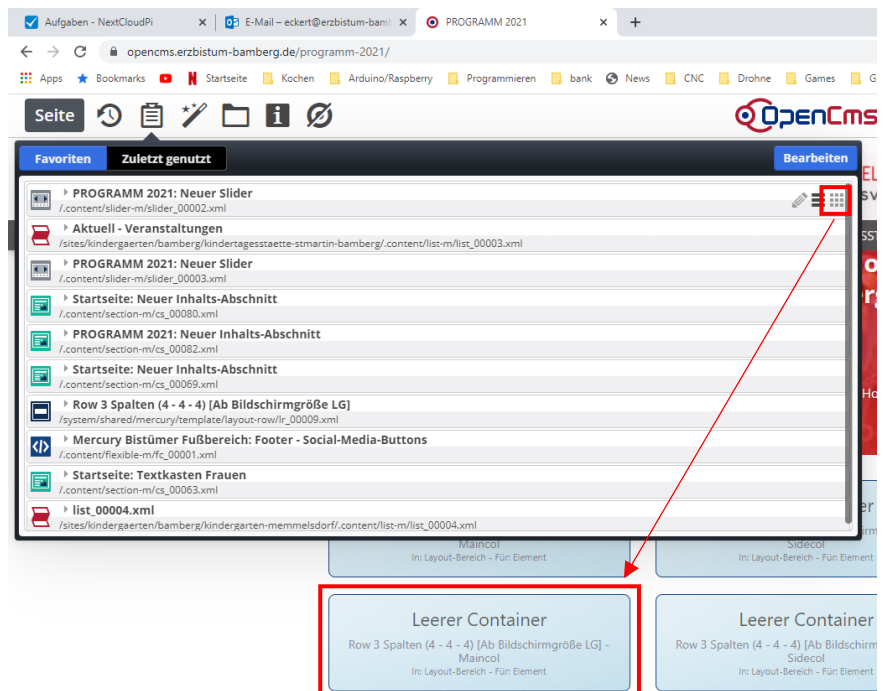 Aufgaben - NextCloudPi
E-Mail – eckert@erzbistum-bam
PROGRAMM 2021
opencms.erzbistum-bamberg.de/programm-2021/
Apps Bookmarks Startseite Kochen Arduino/Raspberry Programmieren bank News CNC Drohne Games G
Seite
OpenCms
Favoriten Zuletzt genutzt Bearbeiten
PROGRAMM 2021: Neuer Slider
/.content/slider-m/slider_00002.xml
Aktuell - Veranstaltungen
/sites/kindergaerten/bamberg/kindertagesstaette-stmartin-bamberg/.content/list-m/list_00003.xml
PROGRAMM 2021: Neuer Slider
/.content/slider-m/slider_00003.xml
Startseite: Neuer Inhalts-Abschnitt
/.content/section-m/cs_00080.xml
PROGRAMM 2021: Neuer Inhalts-Abschnitt
/.content/section-m/cs_00082.xml
Startseite: Neuer Inhalts-Abschnitt
/.content/section-m/cs_00069.xml
Row 3 Spalten (4 - 4 - 4) [Ab Bildschirmgröße LG]
/system/shared/mercury/template/layout-row/lr_00009.xml
Mercury Bistümer Fußbereich: Footer - Social-Media-Buttons
/.content/flexible-m/fc_00001.xml
Startseite: Textkasten Frauen
/.content/section-m/cs_00063.xml
list_00004.xml
/sites/kindergaerten/bamberg/kindergarten-memmelsdorf/.content/list-m/list_00004.xml
Maincol
In: Layout-Bereich - Für: Element
Sidecol
In: Layout-Bereich - Für: Element
Leerer Container
Row 3 Spalten (4 - 4 - 4) [Ab Bildschirmgröße LG] -
Maincol
In: Layout-Bereich - Für: Element
Leerer Container
Row 3 Spalten (4 - 4 - 4) [Ab Bildschirm
Sidecol
In: Layout-Bereich - Für: Element